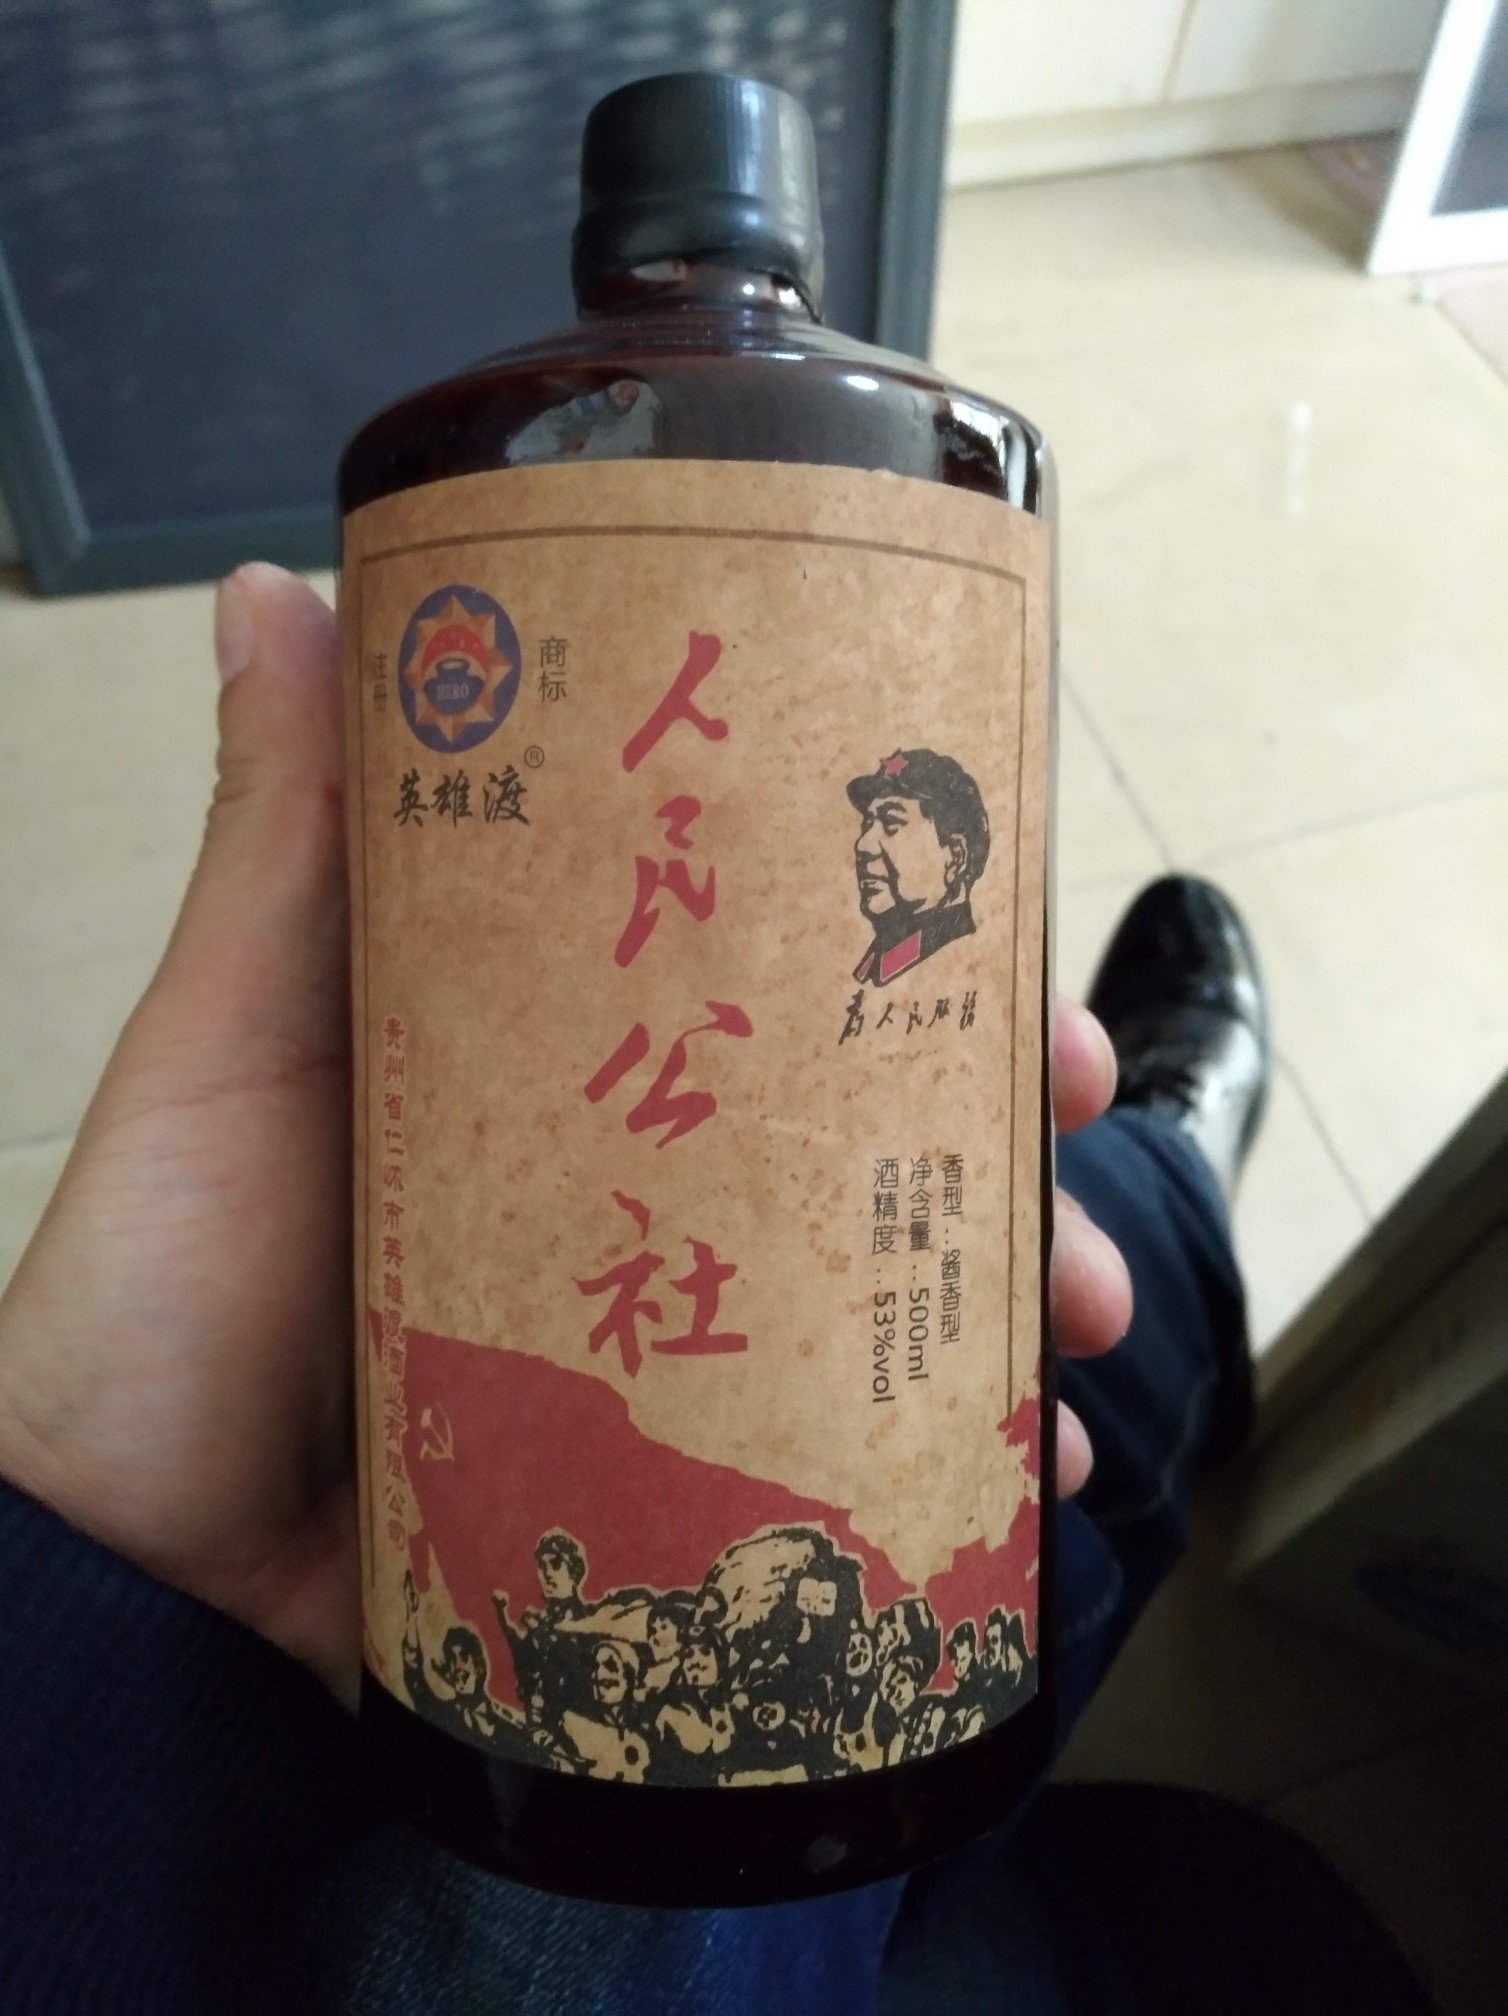 注册
商标
HERO
英雄渡®
人民公社
为人民服务
香型：酱香型
净含量：500ml
酒精度：53%vol
贵州省仁怀市英雄渡酒业有限公司